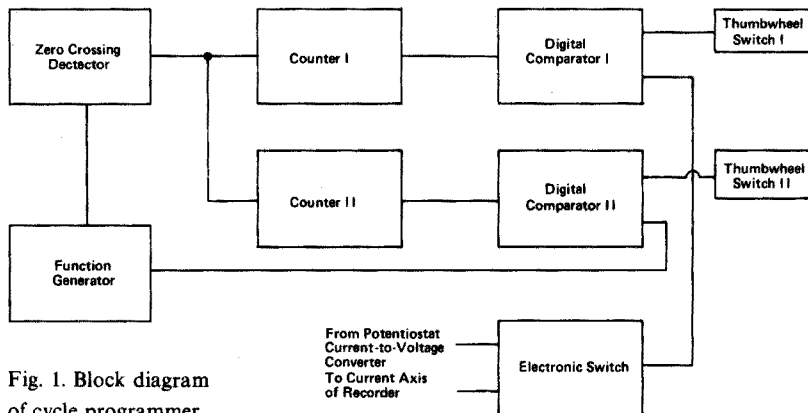 Zero Crossing
Dectector
Counter I
Digital
Comparator I
Thumbwheel
Switch I
Counter II
Digital
Comparator II
Thumbwheel
Switch II
Function
Generator
From Potentiostat
Current-to-Voltage
Converter
To Current Axis
of Recorder
Electronic Switch
Fig. 1. Block diagram
of cycle programmer